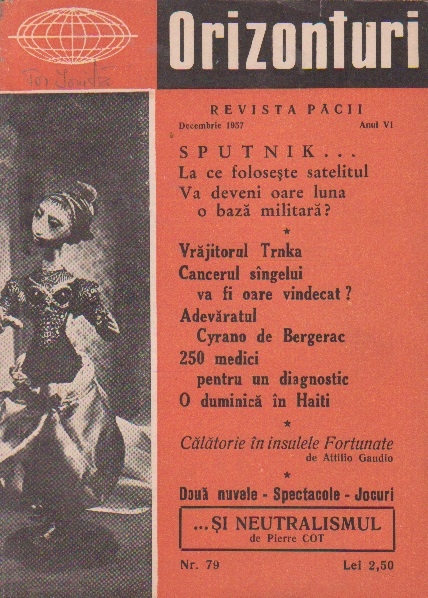 Orizonturi
REVISTA PĂCII
Decembrie 1957 Anul VI
SPUTNIK...
La ce folosește satelitul
Va deveni oare luna
o bază militară?
★
Vrăjitorul Trnka
Cancerul sîngelui
va fi oare vindecat?
Adevăratul
Cyrano de Bergerac
250 medici
pentru un diagnostic
O duminică în Haiti
★
Călătorie în insulele Fortunate
de Attilio Gaudio
★
Două nuvele - Spectacole - Jocuri
...ȘI NEUTRALISMUL
de Pierre COT
Nr. 79 Lei 2,50